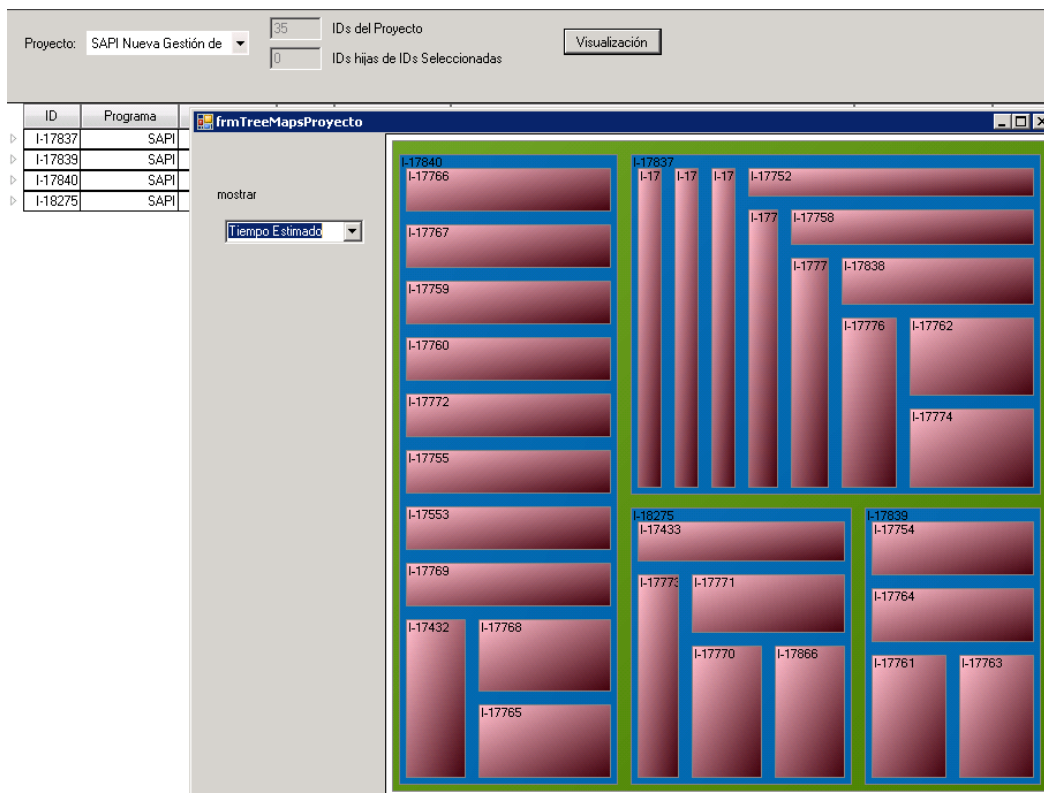 Proyecto: SAPI Nueva Gestión de
35 IDs del Proyecto
0 IDs hijas de IDs Seleccionadas
Visualización
ID Programa
I-17837 SAPI
I-17839 SAPI
I-17840 SAPI
I-18275 SAPI
frmTreeMapsProyecto
mostrar
Tiempo Estimado
I-17840
I-17766
I-17767
I-17759
I-17760
I-17772
I-17755
I-17553
I-17769
I-17432
I-17768
I-17765
I-17837
I-17
I-17
I-17
I-17752
I-177
I-17758
I-1777
I-17838
I-17776
I-17762
I-17774
I-18275
I-17433
I-17773
I-17771
I-17770
I-17866
I-17839
I-17754
I-17764
I-17761
I-17763